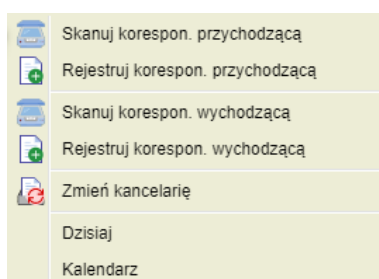 Skanuj korespon. przychodzącą
Rejestruj korespon. przychodzącą
Skanuj korespon. wychodzącą
Rejestruj korespon. wychodzącą
Zmień kancelarię
Dzisiaj
Kalendarz